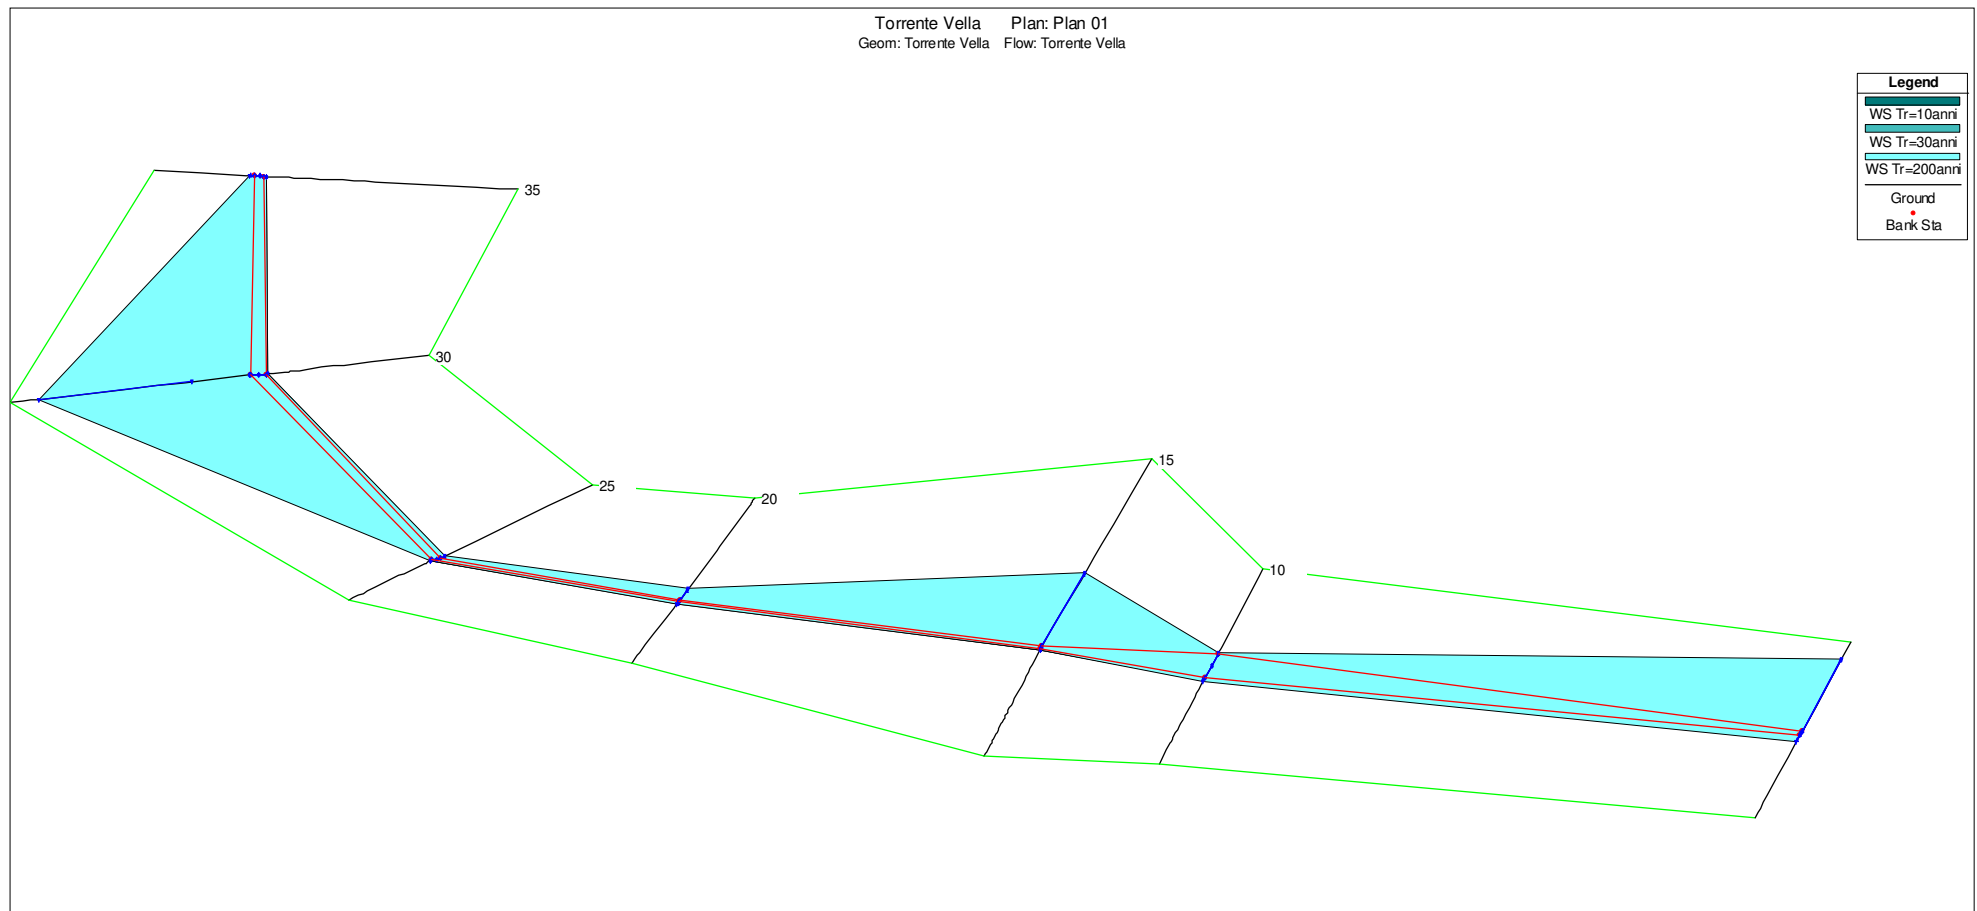 Torrente Vella Plan: Plan 01
Geom: Torrente Vella Flow: Torrente Vella
Legend
WS Tr=10anni
WS Tr=30anni
WS Tr=200anni
Ground
Bank Sta
35
30
25
20
15
10